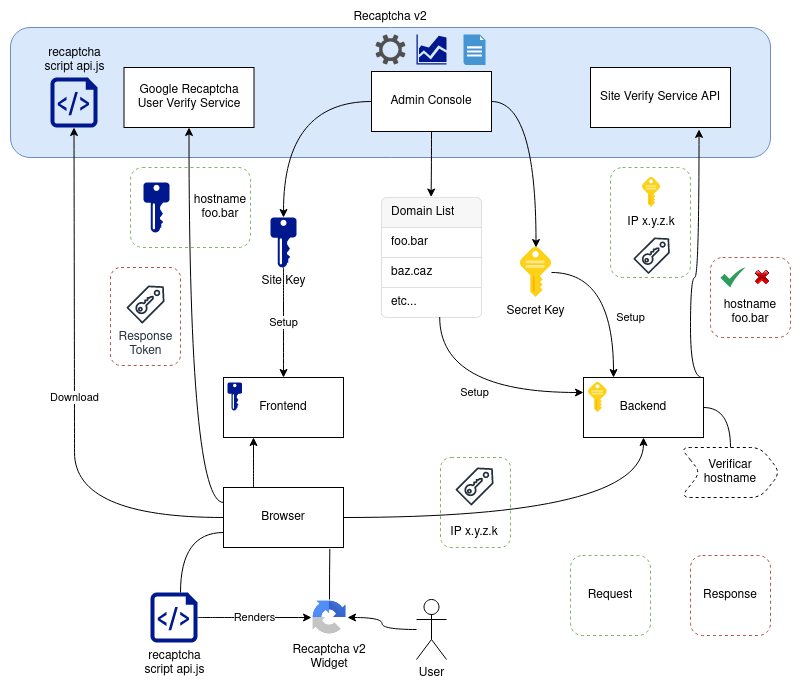 Recaptcha v2
recaptcha
script api.js
Google Recaptcha
User Verify Service
Admin Console
Site Verify Service API
hostname
foo.bar
Domain List
foo.bar
baz.caz
etc...
IP x.y.z.k
Site Key
Secret Key
hostname
foo.bar
Response
Token
Setup
Setup
Download
Setup
Frontend
Backend
Verificar
hostname
Browser
IP x.y.z.k
Request
Response
Renders
recaptcha
script api.js
Recaptcha v2
Widget
User